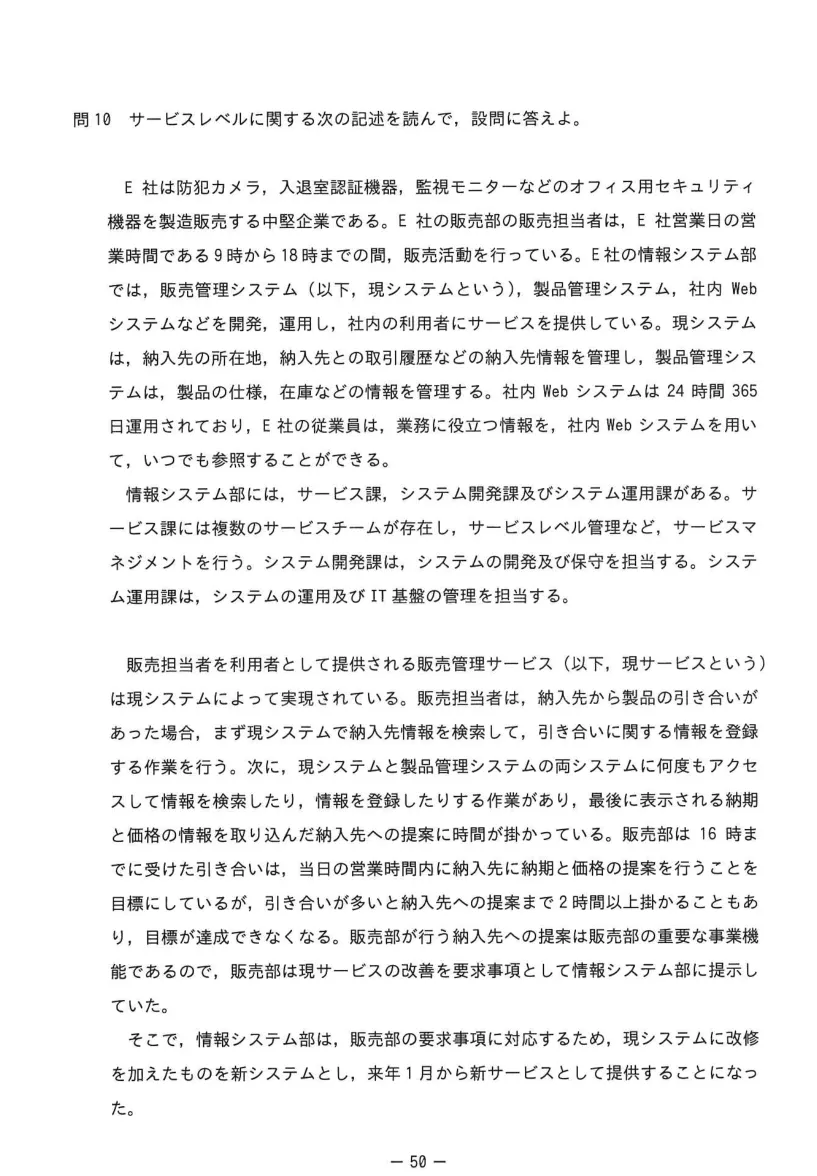 問10　サービスレベルに関する次の記述を読んで，設問に答えよ。
E 社は防犯カメラ，入退室認証機器，監視モニターなどのオフィス用セキュリティ
機器を製造販売する中堅企業である。E 社の販売部の販売担当者は，E 社営業日の営
業時間である9時から18時までの間，販売活動を行っている。E社の情報システム部
では，販売管理システム（以下，現システムという），製品管理システム，社内 Web
システムなどを開発，運用し，社内の利用者にサービスを提供している。現システム
は，納入先の所在地，納入先との取引履歴などの納入先情報を管理し，製品管理シス
テムは，製品の仕様，在庫などの情報を管理する。社内 Web システムは 24 時間 365
日運用されており，E 社の従業員は，業務に役立つ情報を，社内 Web システムを用い
て，いつでも参照することができる。
情報システム部には，サービス課，システム開発課及びシステム運用課がある。サ
ービス課には複数のサービスチームが存在し，サービスレベル管理など，サービスマ
ネジメントを行う。システム開発課は，システムの開発及び保守を担当する。システ
ム運用課は，システムの運用及び IT 基盤の管理を担当する。
販売担当者を利用者として提供される販売管理サービス（以下，現サービスという）
は現システムによって実現されている。販売担当者は，納入先から製品の引き合いが
あった場合，まず現システムで納入先情報を検索して，引き合いに関する情報を登録
する作業を行う。次に，現システムと製品管理システムの両システムに何度もアクセ
スして情報を検索したり，情報を登録したりする作業があり，最後に表示される納期
と価格の情報を取り込んだ納入先への提案に時間が掛かっている。販売部は 16 時ま
でに受けた引き合いは，当日の営業時間内に納入先に納期と価格の提案を行うことを
目標にしているが，引き合いが多いと納入先への提案まで2時間以上掛かることもあ
り，目標が達成できなくなる。販売部が行う納入先への提案は販売部の重要な事業機
能であるので，販売部は現サービスの改善を要求事項として情報システム部に提示し
ていた。
そこで，情報システム部は，販売部の要求事項に対応するため，現システムに改修
を加えたものを新システムとし，来年1月から新サービスとして提供することになっ
た。
― 50 ―